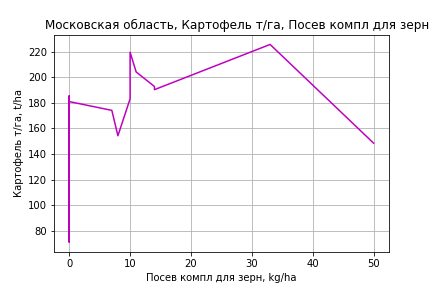 Московская область, Картофель т/га, Посев компл для зерн
220
200
180
160
140
120
100
80
Картофель т/га, t/ha
0 10 20 30 40 50
Посев компл для зерн, kg/ha